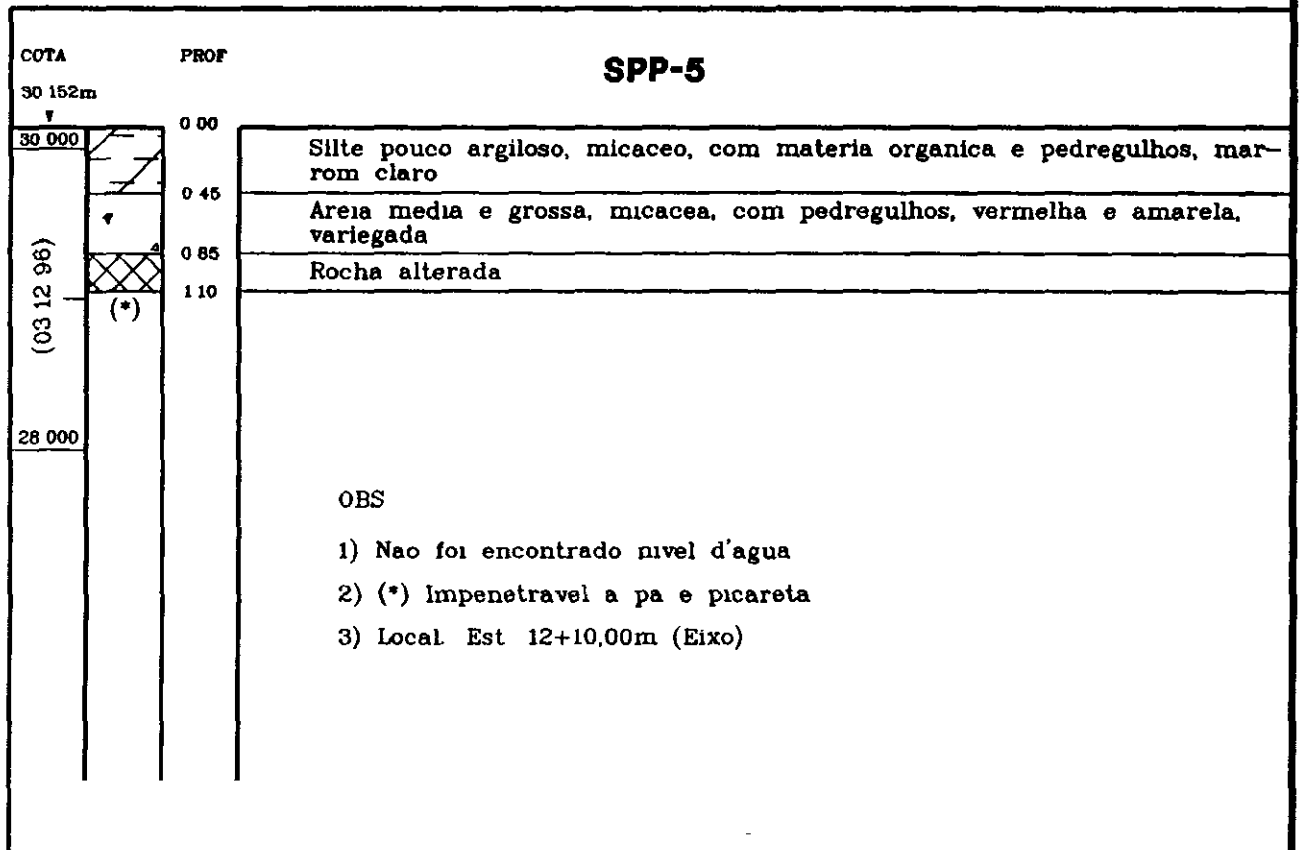 COTA
PROF
SPP-5
30 152m
0 00
30 000
Silte pouco argiloso, micaceo, com materia organica e pedregulhos, mar-
rom claro
0 45
Areia media e grossa, micacea, com pedregulhos, vermelha e amarela,
variegada
0 85
Rocha alterada
1 10
(*)
(03 12 96)
28 000
OBS
1) Nao foi encontrado nivel d'agua
2) (*) Impenetravel a pa e picareta
3) Local Est 12+10,00m (Eixo)